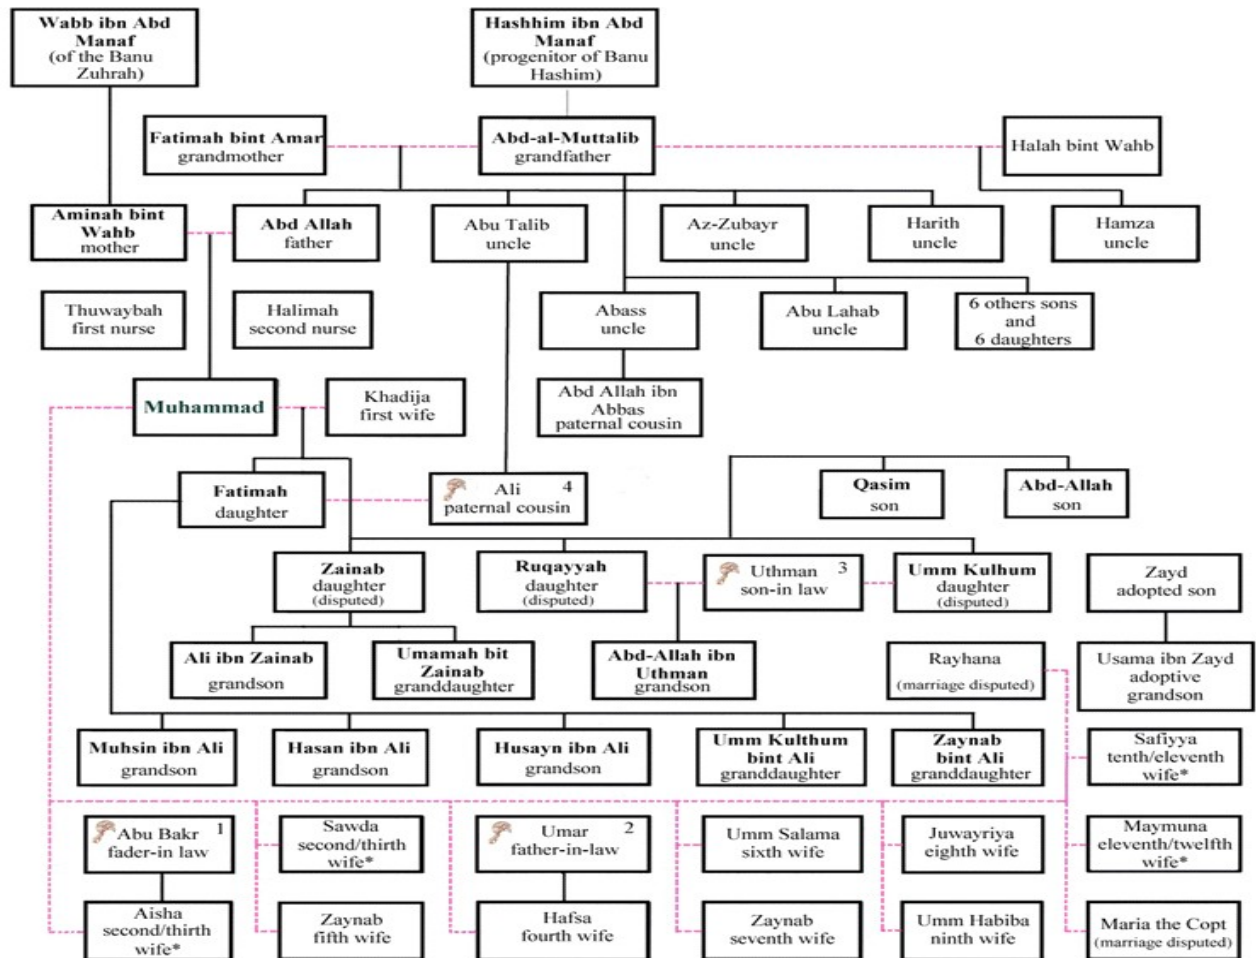 Wabb ibn Abd
Manaf
(of the Banu
Zuhrah)
Hashhim ibn Abd
Manaf
(progenitor of Banu
Hashim)
Fatimah bint Amar
grandmother
Abd-al-Muttalib
grandfather
Halah bint Wahb
Aminah bint
Wahb
mother
Abd Allah
father
Abu Talib
uncle
Az-Zubayr
uncle
Harith
uncle
Hamza
uncle
Thuwaybah
first nurse
Halimah
second nurse
Abass
uncle
Abu Lahab
uncle
6 others sons
and
6 daughters
Muhammad
Khadija
first wife
Abd Allah ibn
Abbas
paternal cousin
Fatimah
daughter
Ali 4
paternal cousin
Qasim
son
Abd-Allah
son
Zainab
daughter
(disputed)
Ruqayyah
daughter
(disputed)
Uthman 3
son-in law
Umm Kulhum
daughter
(disputed)
Zayd
adopted son
Ali ibn Zainab
grandson
Umamah bit
Zainab
granddaughter
Abd-Allah ibn
Uthman
grandson
Rayhana
(marriage disputed)
Usama ibn Zayd
adoptive
grandson
Muhsin ibn Ali
grandson
Hasan ibn Ali
grandson
Husayn ibn Ali
grandson
Umm Kulthum
bint Ali
granddaughter
Zaynab
bint Ali
granddaughter
Safiyya
tenth/eleventh
wife*
Abu Bakr 1
fader-in law
Sawda
second/thirth
wife*
Umar 2
father-in-law
Umm Salama
sixth wife
Juwayriya
eighth wife
Maymuna
eleventh/twelfth
wife*
Aisha
second/thirth
wife*
Zaynab
fifth wife
Hafsa
fourth wife
Zaynab
seventh wife
Umm Habiba
ninth wife
Maria the Copt
(marriage disputed)